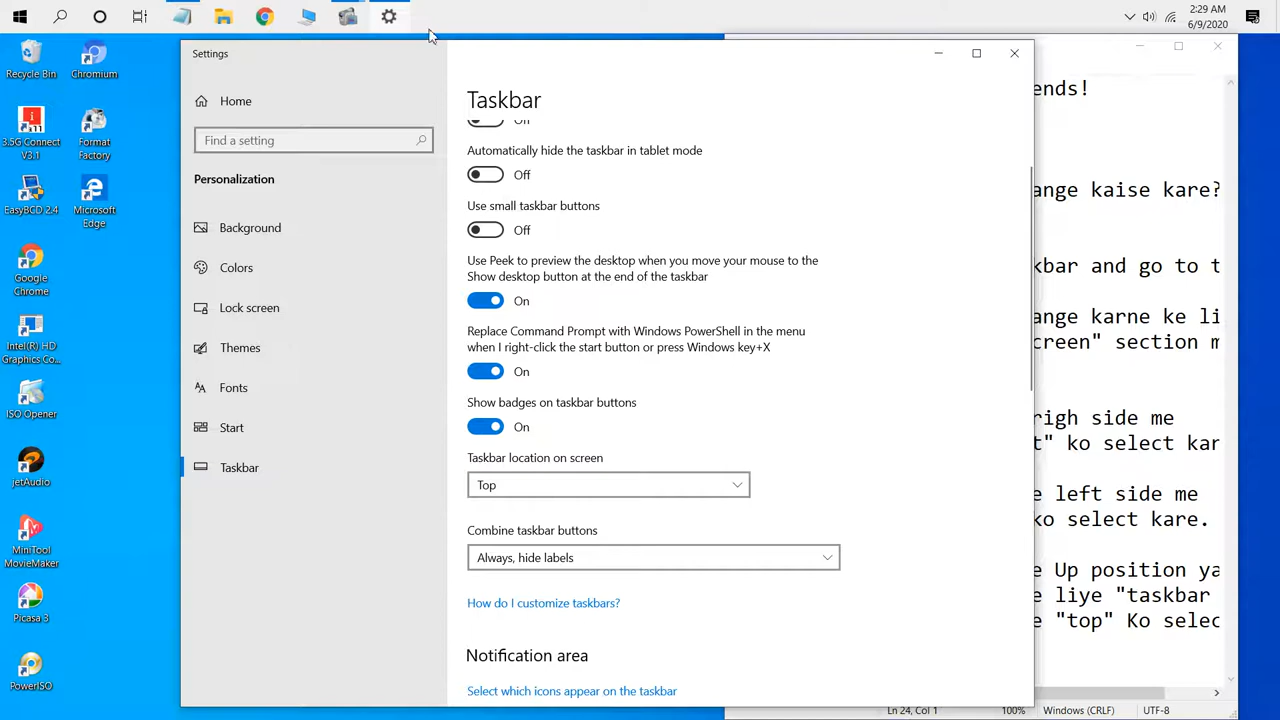 2:29 AM
6/9/2020
Recycle Bin
Chromium
3.5G Connect
V3.1
Format
Factory
EasyBCD 2.4
Microsoft
Edge
Google
Chrome
Intel(R) HD
Graphics Co...
ISO Opener
jetAudio
MiniTool
MovieMaker
Picasa 3
PowerISO
Settings
Home
Find a setting
Personalization
Background
Colors
Lock screen
Themes
Fonts
Start
Taskbar
Taskbar
Off
Automatically hide the taskbar in tablet mode
Off
Use small taskbar buttons
Off
Use Peek to preview the desktop when you move your mouse to the
Show desktop button at the end of the taskbar
On
Replace Command Prompt with Windows PowerShell in the menu
when I right-click the start button or press Windows key+X
On
Show badges on taskbar buttons
On
Taskbar location on screen
Top
Combine taskbar buttons
Always, hide labels
How do I customize taskbars?
Notification area
Select which icons appear on the taskbar
ends!
ange kaise kare?
kbar and go to t
ange karne ke li
creen" section m
righ side me
t" ko select kare
e left side me
ko select kare.
e Up position ya
e liye "taskbar
e "top" Ko selec
Ln 24, Col 1
100%
Windows (CRLF)
UTF-8